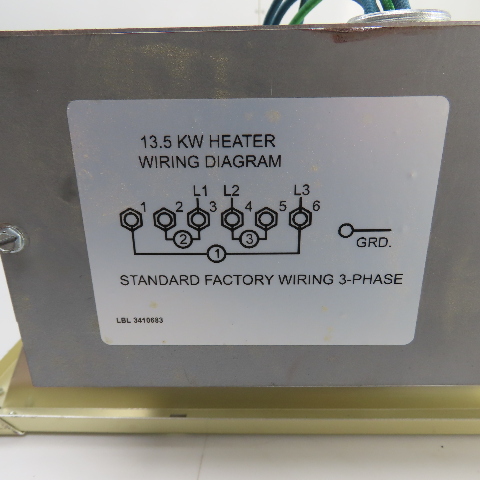 13.5 KW HEATER
WIRING DIAGRAM
L1 L2 L3
1 2 3 4 5 6
2 3
1
GRD.
STANDARD FACTORY WIRING 3-PHASE
LBL 3410683